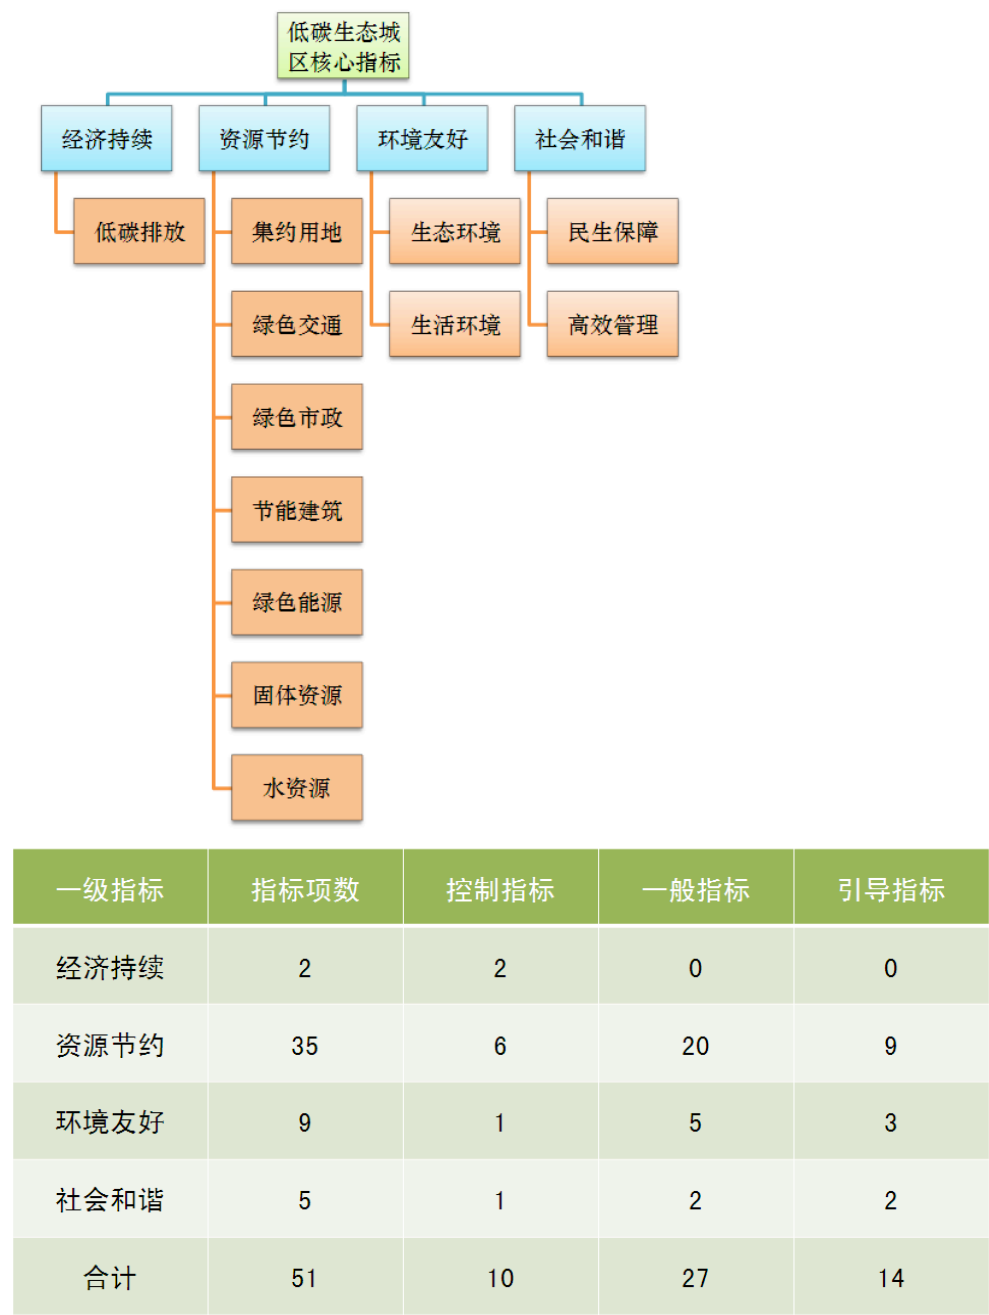 低碳生态城
区核心指标
经济持续 资源节约 环境友好 社会和谐
低碳排放 集约用地 生态环境 民生保障
绿色交通 生活环境 高效管理
绿色市政
节能建筑
绿色能源
固体资源
水资源
一级指标 指标项数 控制指标 一般指标 引导指标
经济持续 2 2 0 0
资源节约 35 6 20 9
环境友好 9 1 5 3
社会和谐 5 1 2 2
合计 51 10 27 14